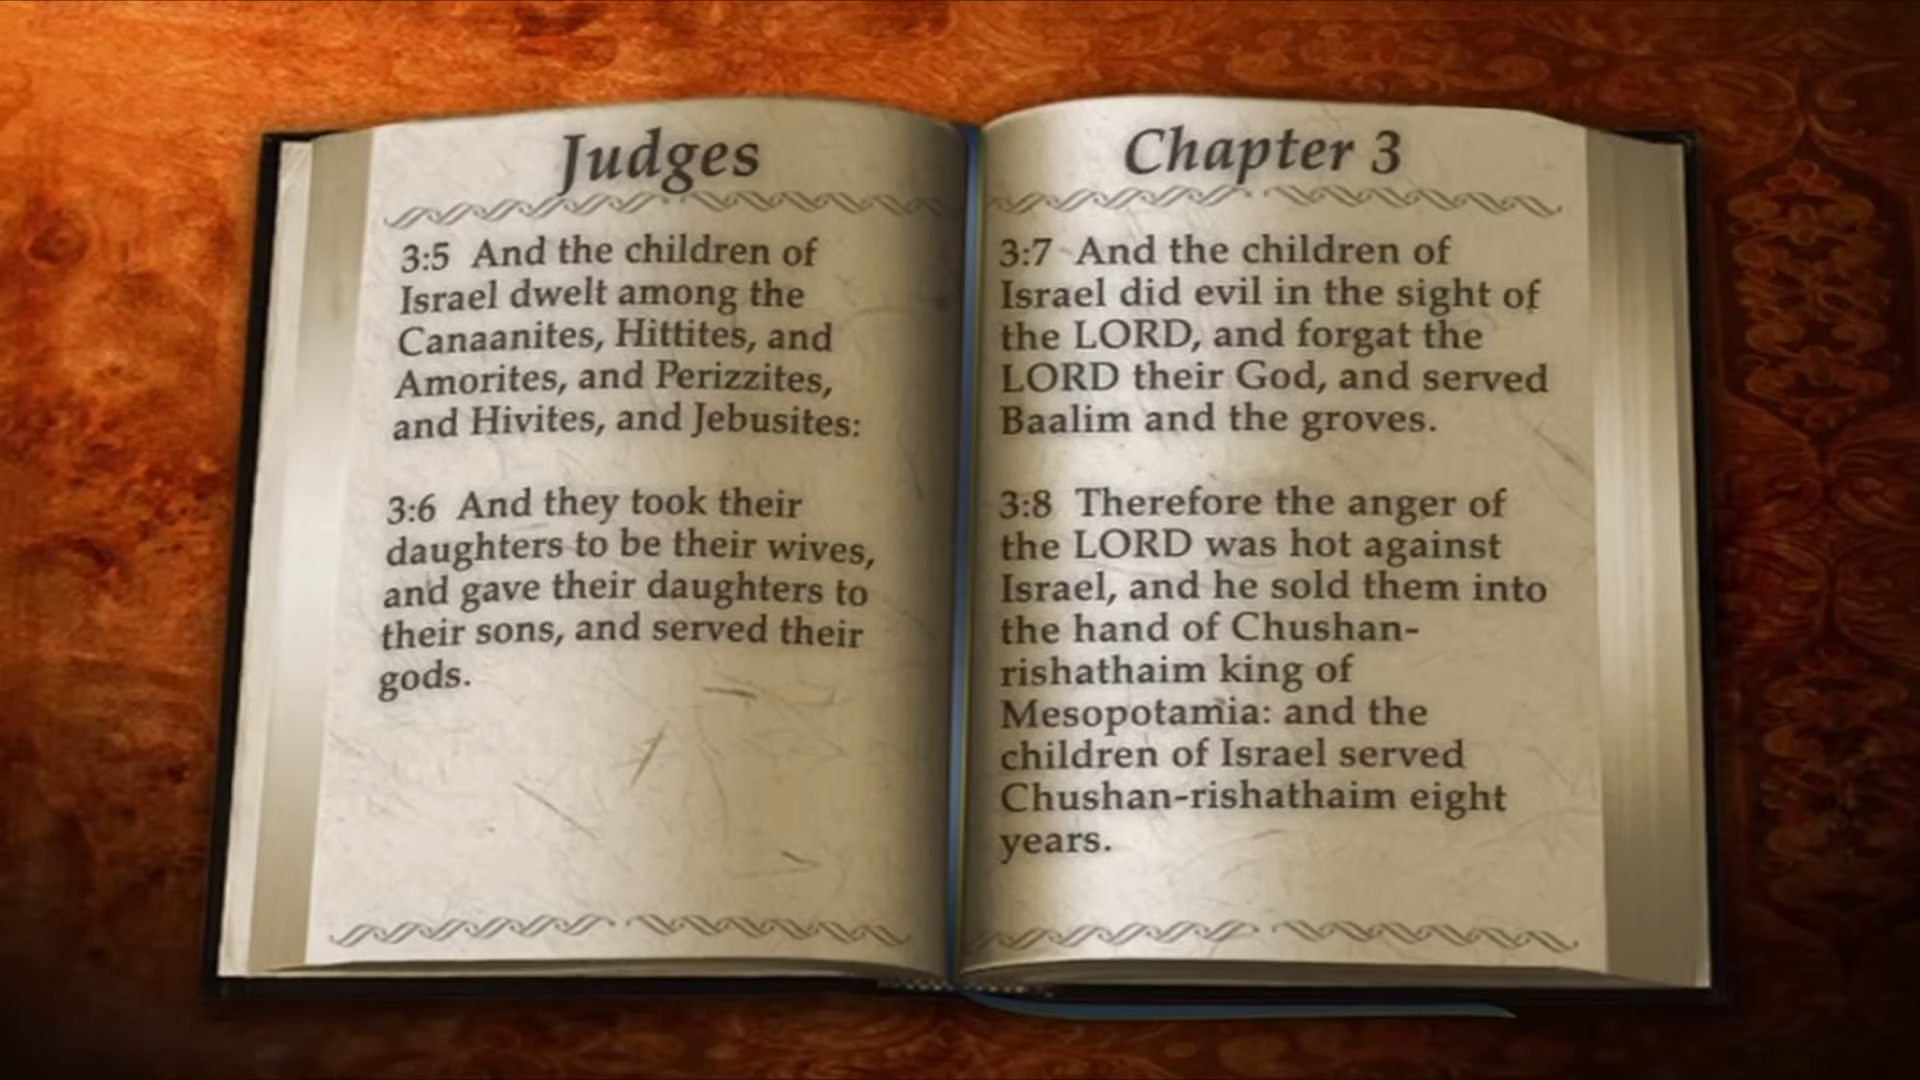 Judges
3:5 And the children of
Israel dwelt among the
Canaanites, Hittites, and
Amorites, and Perizzites,
and Hivites, and Jebusites:
3:6 And they took their
daughters to be their wives,
and gave their daughters to
their sons, and served their
gods.
Chapter 3
3:7 And the children of
Israel did evil in the sight of
the LORD, and forgat the
LORD their God, and served
Baalim and the groves.
3:8 Therefore the anger of
the LORD was hot against
Israel, and he sold them into
the hand of Chushan-
rishathaim king of
Mesopotamia: and the
children of Israel served
Chushan-rishathaim eight
years.